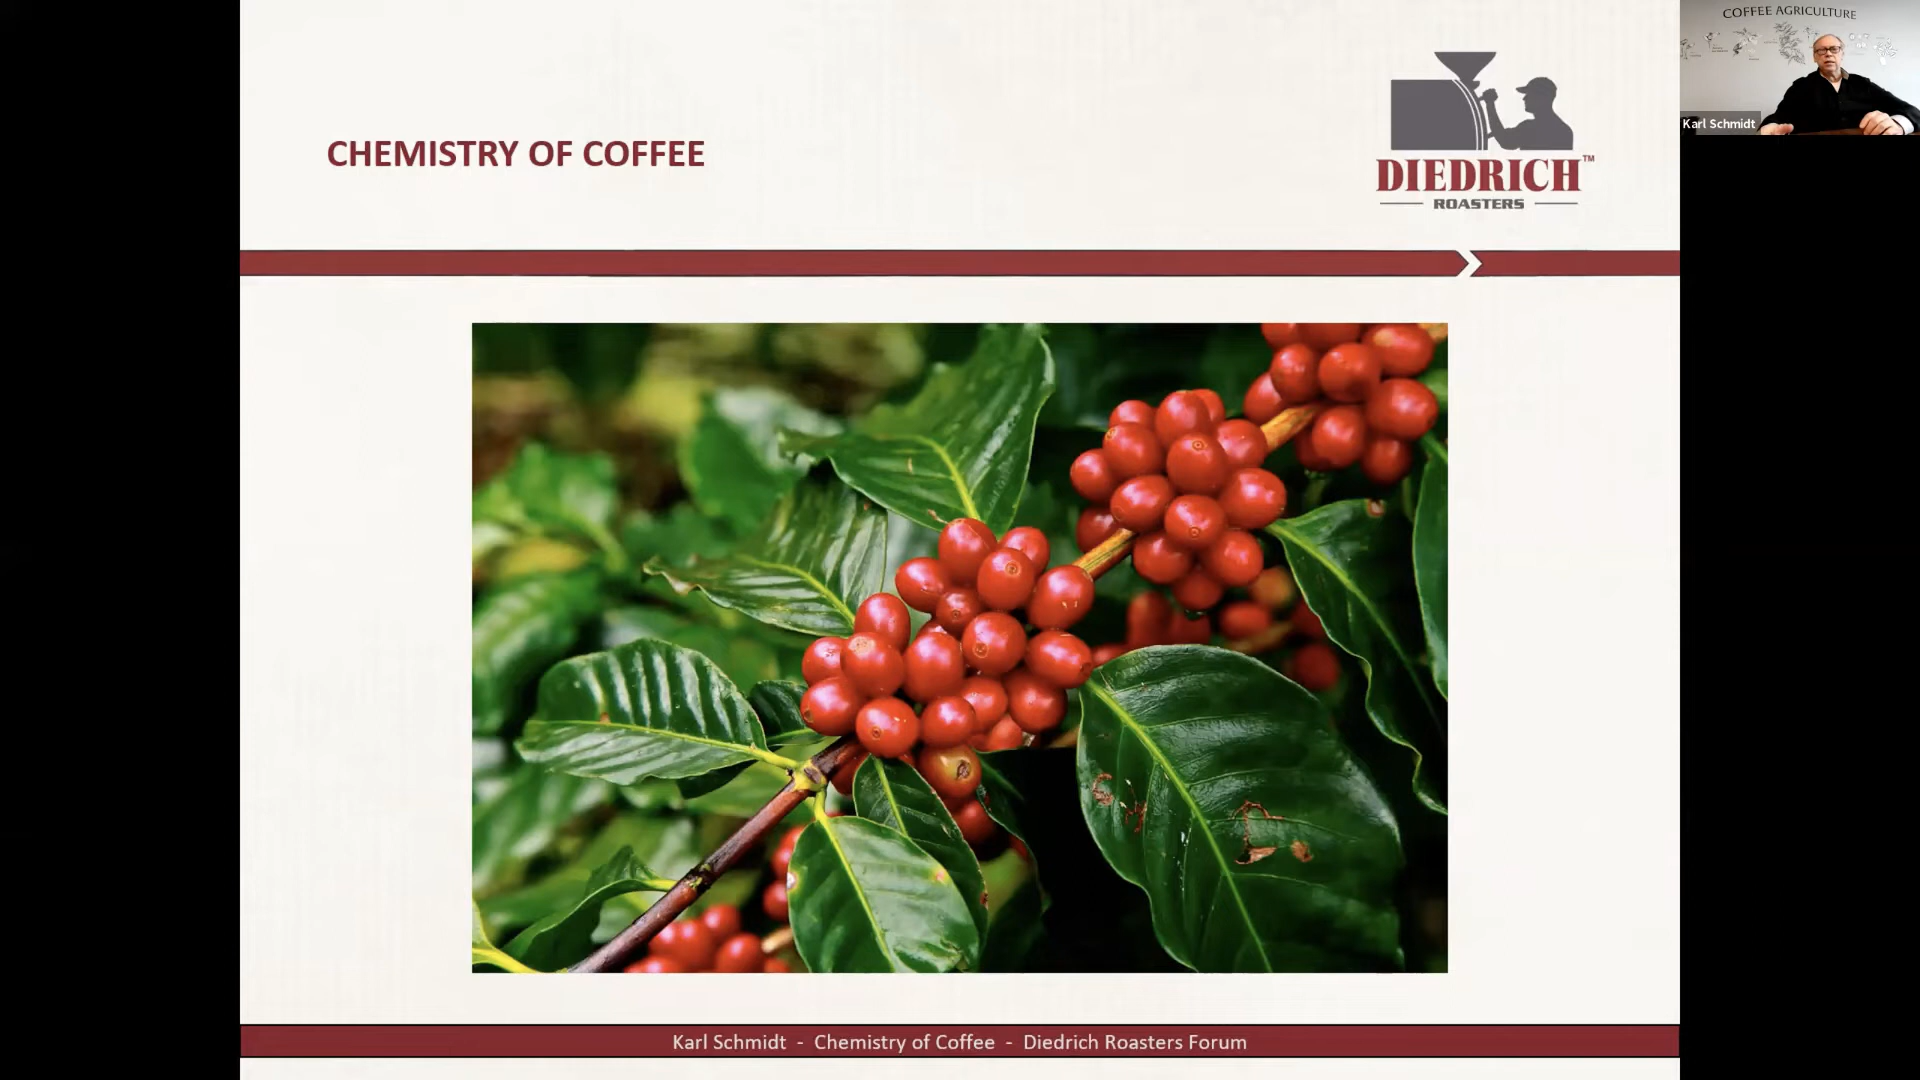 COFFEE AGRICULTURE
Karl Schmidt
CHEMISTRY OF COFFEE
DIEDRICH™
ROASTERS
Karl Schmidt - Chemistry of Coffee - Diedrich Roasters Forum